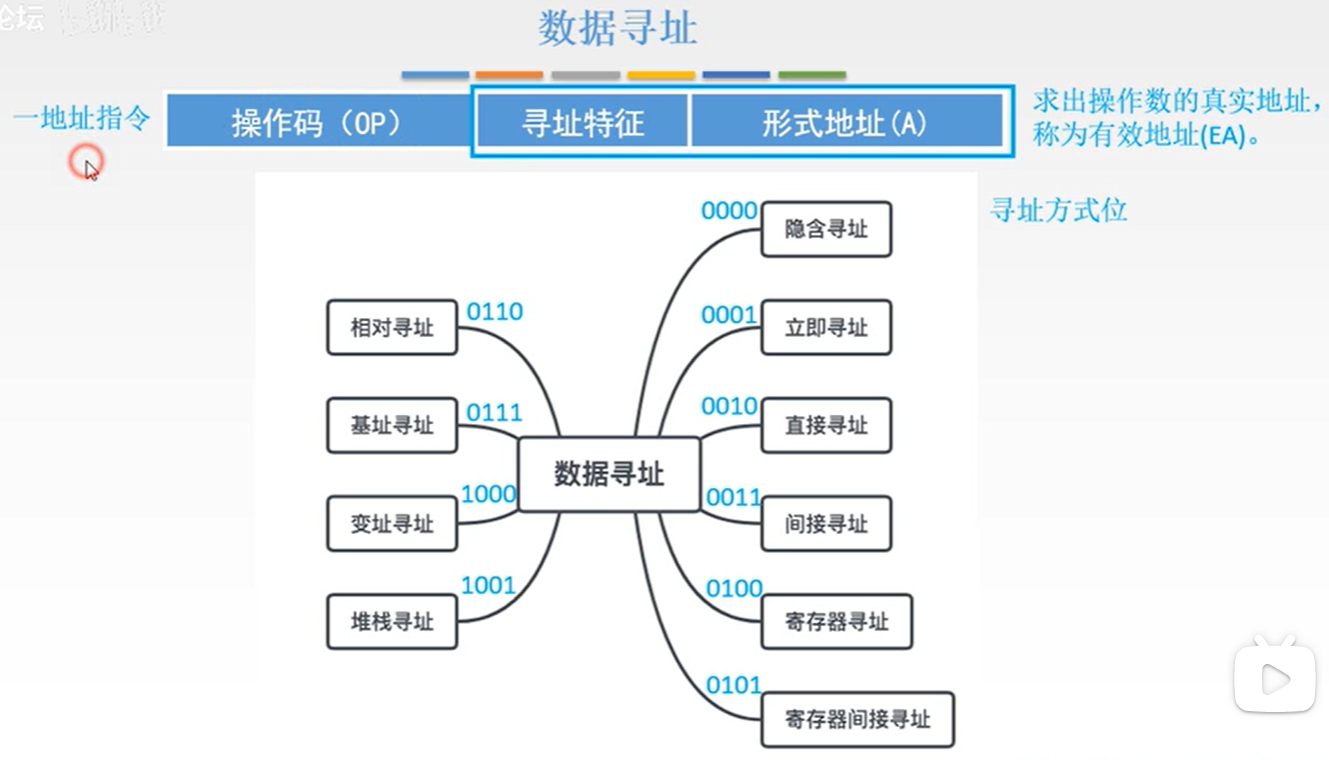 论坛
数据寻址
一地址指令
操作码（OP）
寻址特征
形式地址(A)
求出操作数的真实地址，
称为有效地址(EA)。
寻址方式位
0000
隐含寻址
0001
立即寻址
0010
直接寻址
0011
间接寻址
0100
寄存器寻址
0101
寄存器间接寻址
0110
相对寻址
0111
基址寻址
1000
变址寻址
1001
堆栈寻址
数据寻址